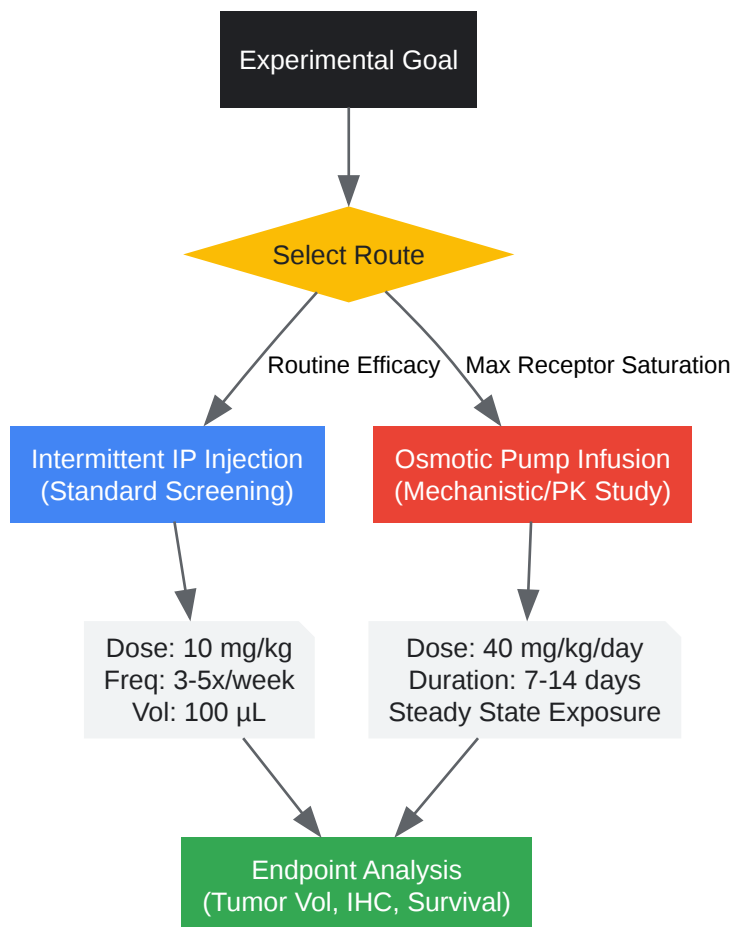 Experimental Goal
Select Route
Routine Efficacy
Max Receptor Saturation
Intermittent IP Injection
(Standard Screening)
Osmotic Pump Infusion
(Mechanistic/PK Study)
Dose: 10 mg/kg
Freq: 3-5x/week
Vol: 100 µL
Dose: 40 mg/kg/day
Duration: 7-14 days
Steady State Exposure
Endpoint Analysis
(Tumor Vol, IHC, Survival)